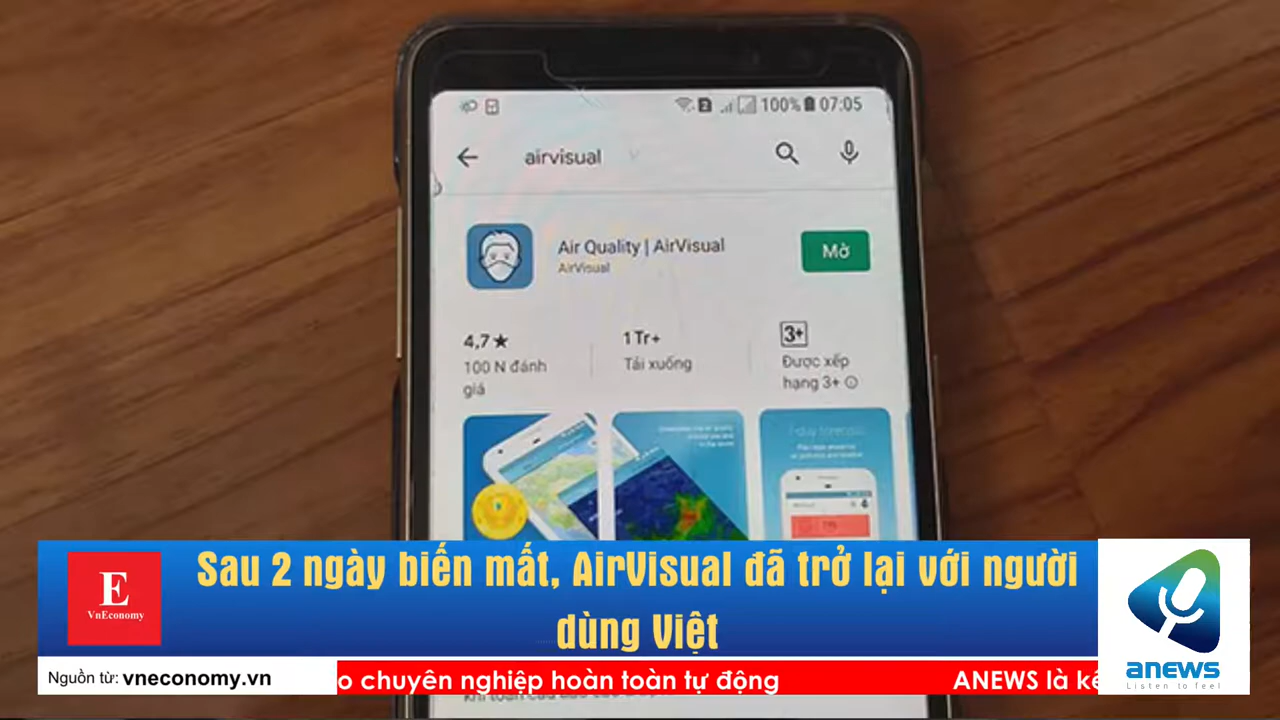 100% 07:05
airvisual
Air Quality | AirVisual
AirVisual
Mở
4,7★
100 N đánh
giá
1 Tr+
Tải xuống
3+
Được xếp
hạng 3+
Sau 2 ngày biến mất, AirVisual đã trở lại với người
dùng Việt
E
VnEconomy
Nguồn từ: vneconomy.vn
o chuyên nghiệp hoàn toàn tự động
ANEWS là kê
anews
Listen to feel